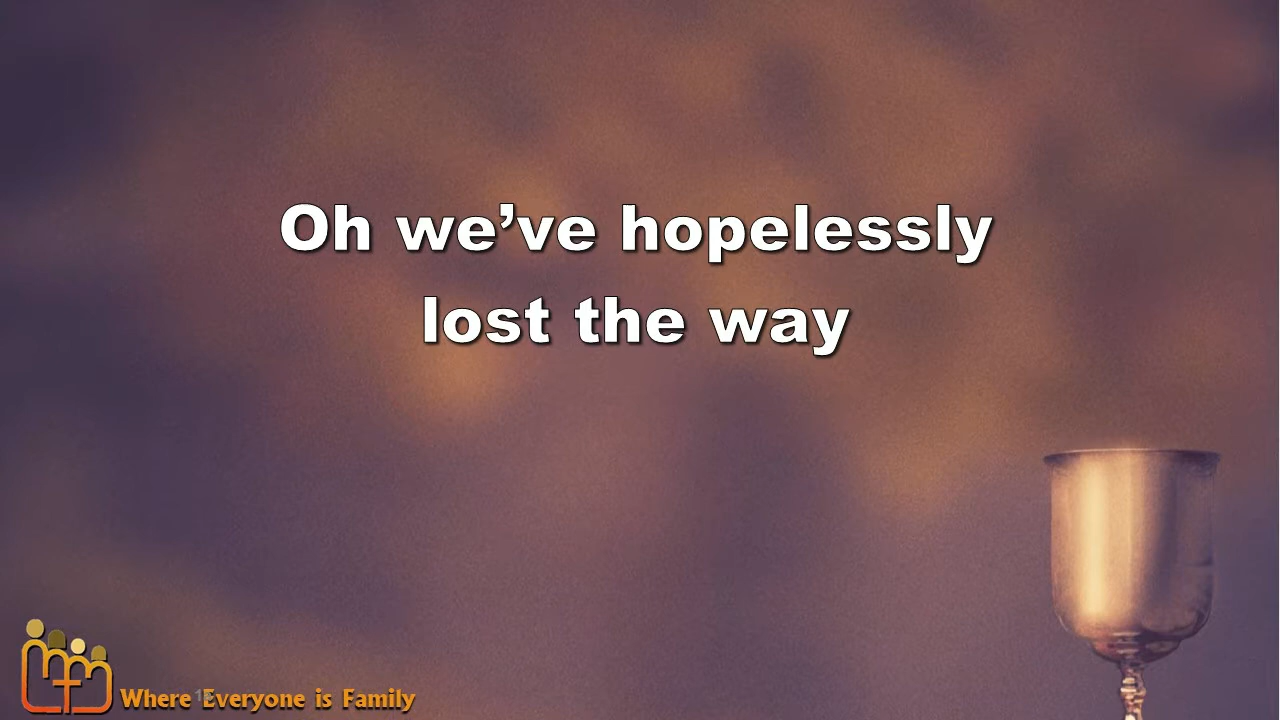 Oh we’ve hopelessly
lost the way
Where Everyone is Family